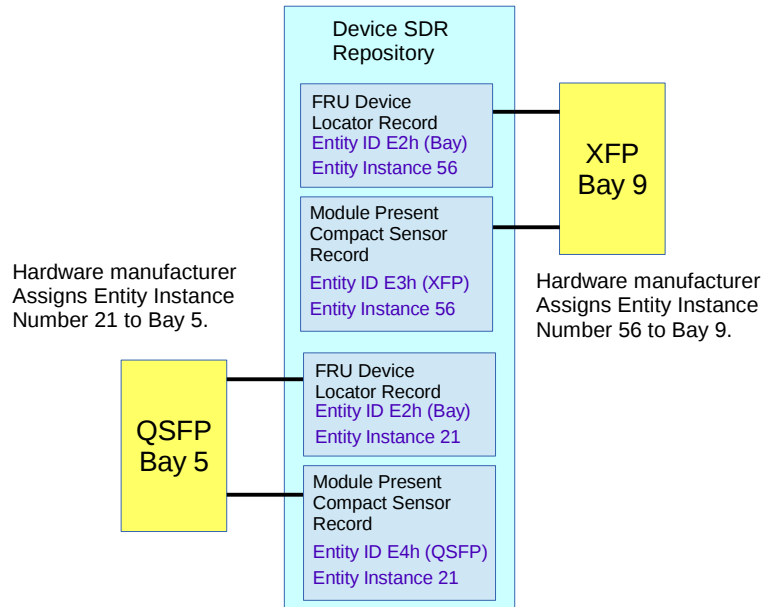 Device SDR
Repository
FRU Device
Locator Record
Entity ID E2h (Bay)
Entity Instance 56
XFP
Bay 9
Module Present
Compact Sensor
Record
Entity ID E3h (XFP)
Entity Instance 56
Hardware manufacturer
Assigns Entity Instance
Number 21 to Bay 5.
Hardware manufacturer
Assigns Entity Instance
Number 56 to Bay 9.
FRU Device
Locator Record
Entity ID E2h (Bay)
Entity Instance 21
QSFP
Bay 5
Module Present
Compact Sensor
Record
Entity ID E4h (QSFP)
Entity Instance 21